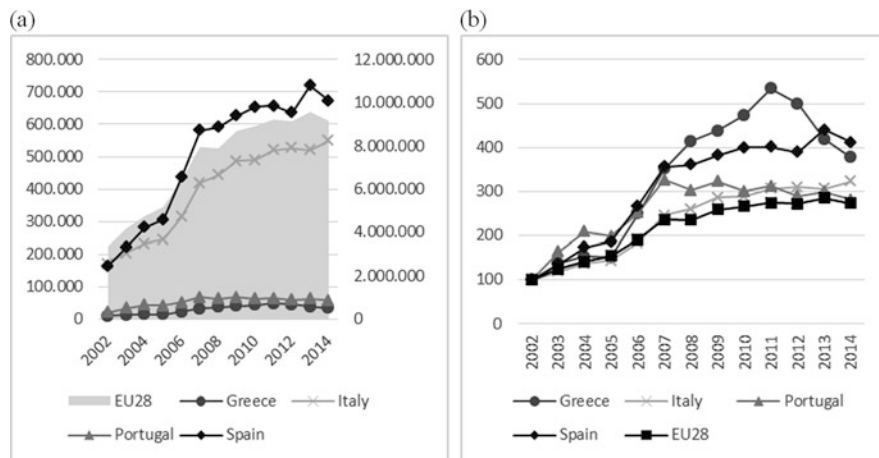 (a)
800.000
700.000
600.000
500.000
400.000
300.000
200.000
100.000
0
12.000.000
10.000.000
8.000.000
6.000.000
4.000.000
2.000.000
0
2002 2004 2006 2008 2010 2012 2014
EU28 Greece Italy
Portugal Spain
(b)
600
500
400
300
200
100
0
2002 2003 2004 2005 2006 2007 2008 2009 2010 2011 2012 2013 2014
Greece Italy Portugal
Spain EU28